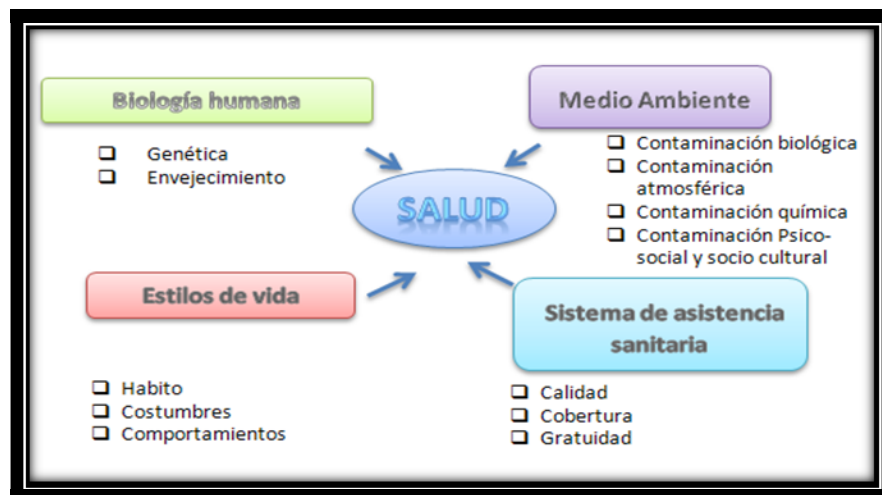 Biología humana
Genética
Envejecimiento
Medio Ambiente
Contaminación biológica
Contaminación
atmosférica
Contaminación química
Contaminación Psico-
social y socio cultural
SALUD
Estilos de vida
Habito
Costumbres
Comportamientos
Sistema de asistencia
sanitaria
Calidad
Cobertura
Gratuidad